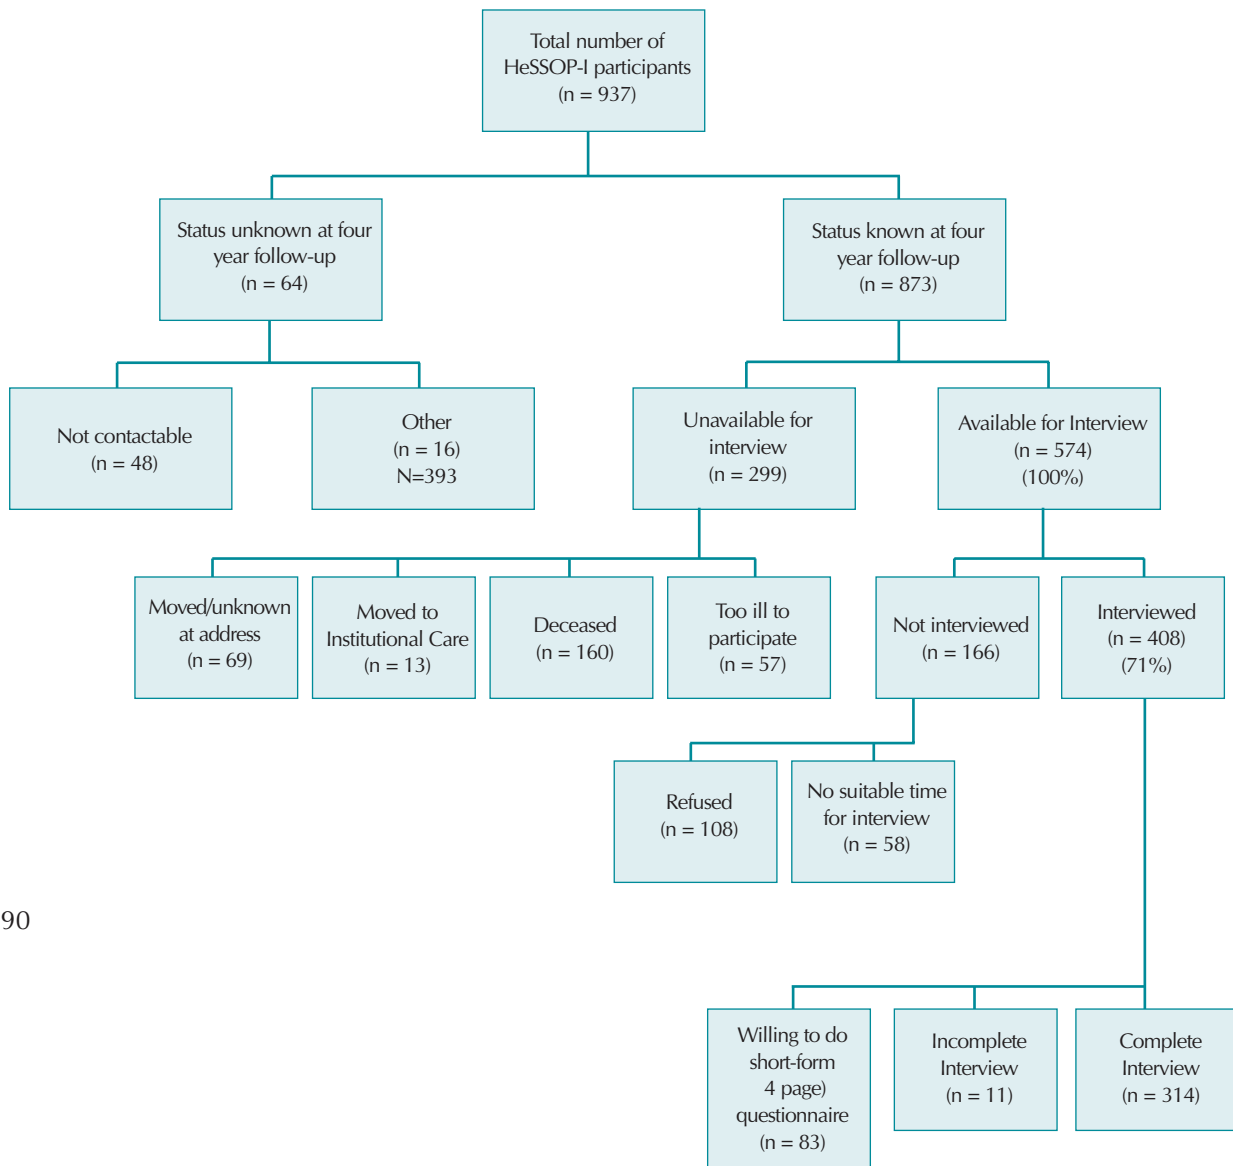 Total number of
HeSSOP-I participants
(n = 937)
Status unknown at four
year follow-up
(n = 64)
Status known at four
year follow-up
(n = 873)
Not contactable
(n = 48)
Other
(n = 16)
N=393
Unavailable for
interview
(n = 299)
Available for Interview
(n = 574)
(100%)
Moved/unknown
at address
(n = 69)
Moved to
Institutional Care
(n = 13)
Deceased
(n = 160)
Too ill to
participate
(n = 57)
Not interviewed
(n = 166)
Interviewed
(n = 408)
(71%)
Refused
(n = 108)
No suitable time
for interview
(n = 58)
90
Willing to do
short-form
4 page)
questionnaire
(n = 83)
Incomplete
Interview
(n = 11)
Complete
Interview
(n = 314)